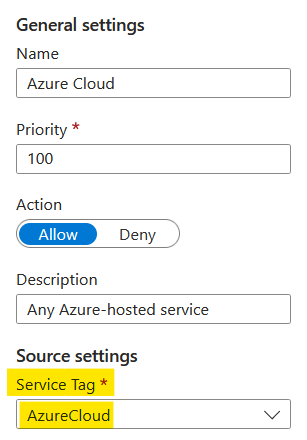 General settings
Name
Azure Cloud
Priority *
100
Action
Allow Deny
Description
Any Azure-hosted service
Source settings
Service Tag *
AzureCloud